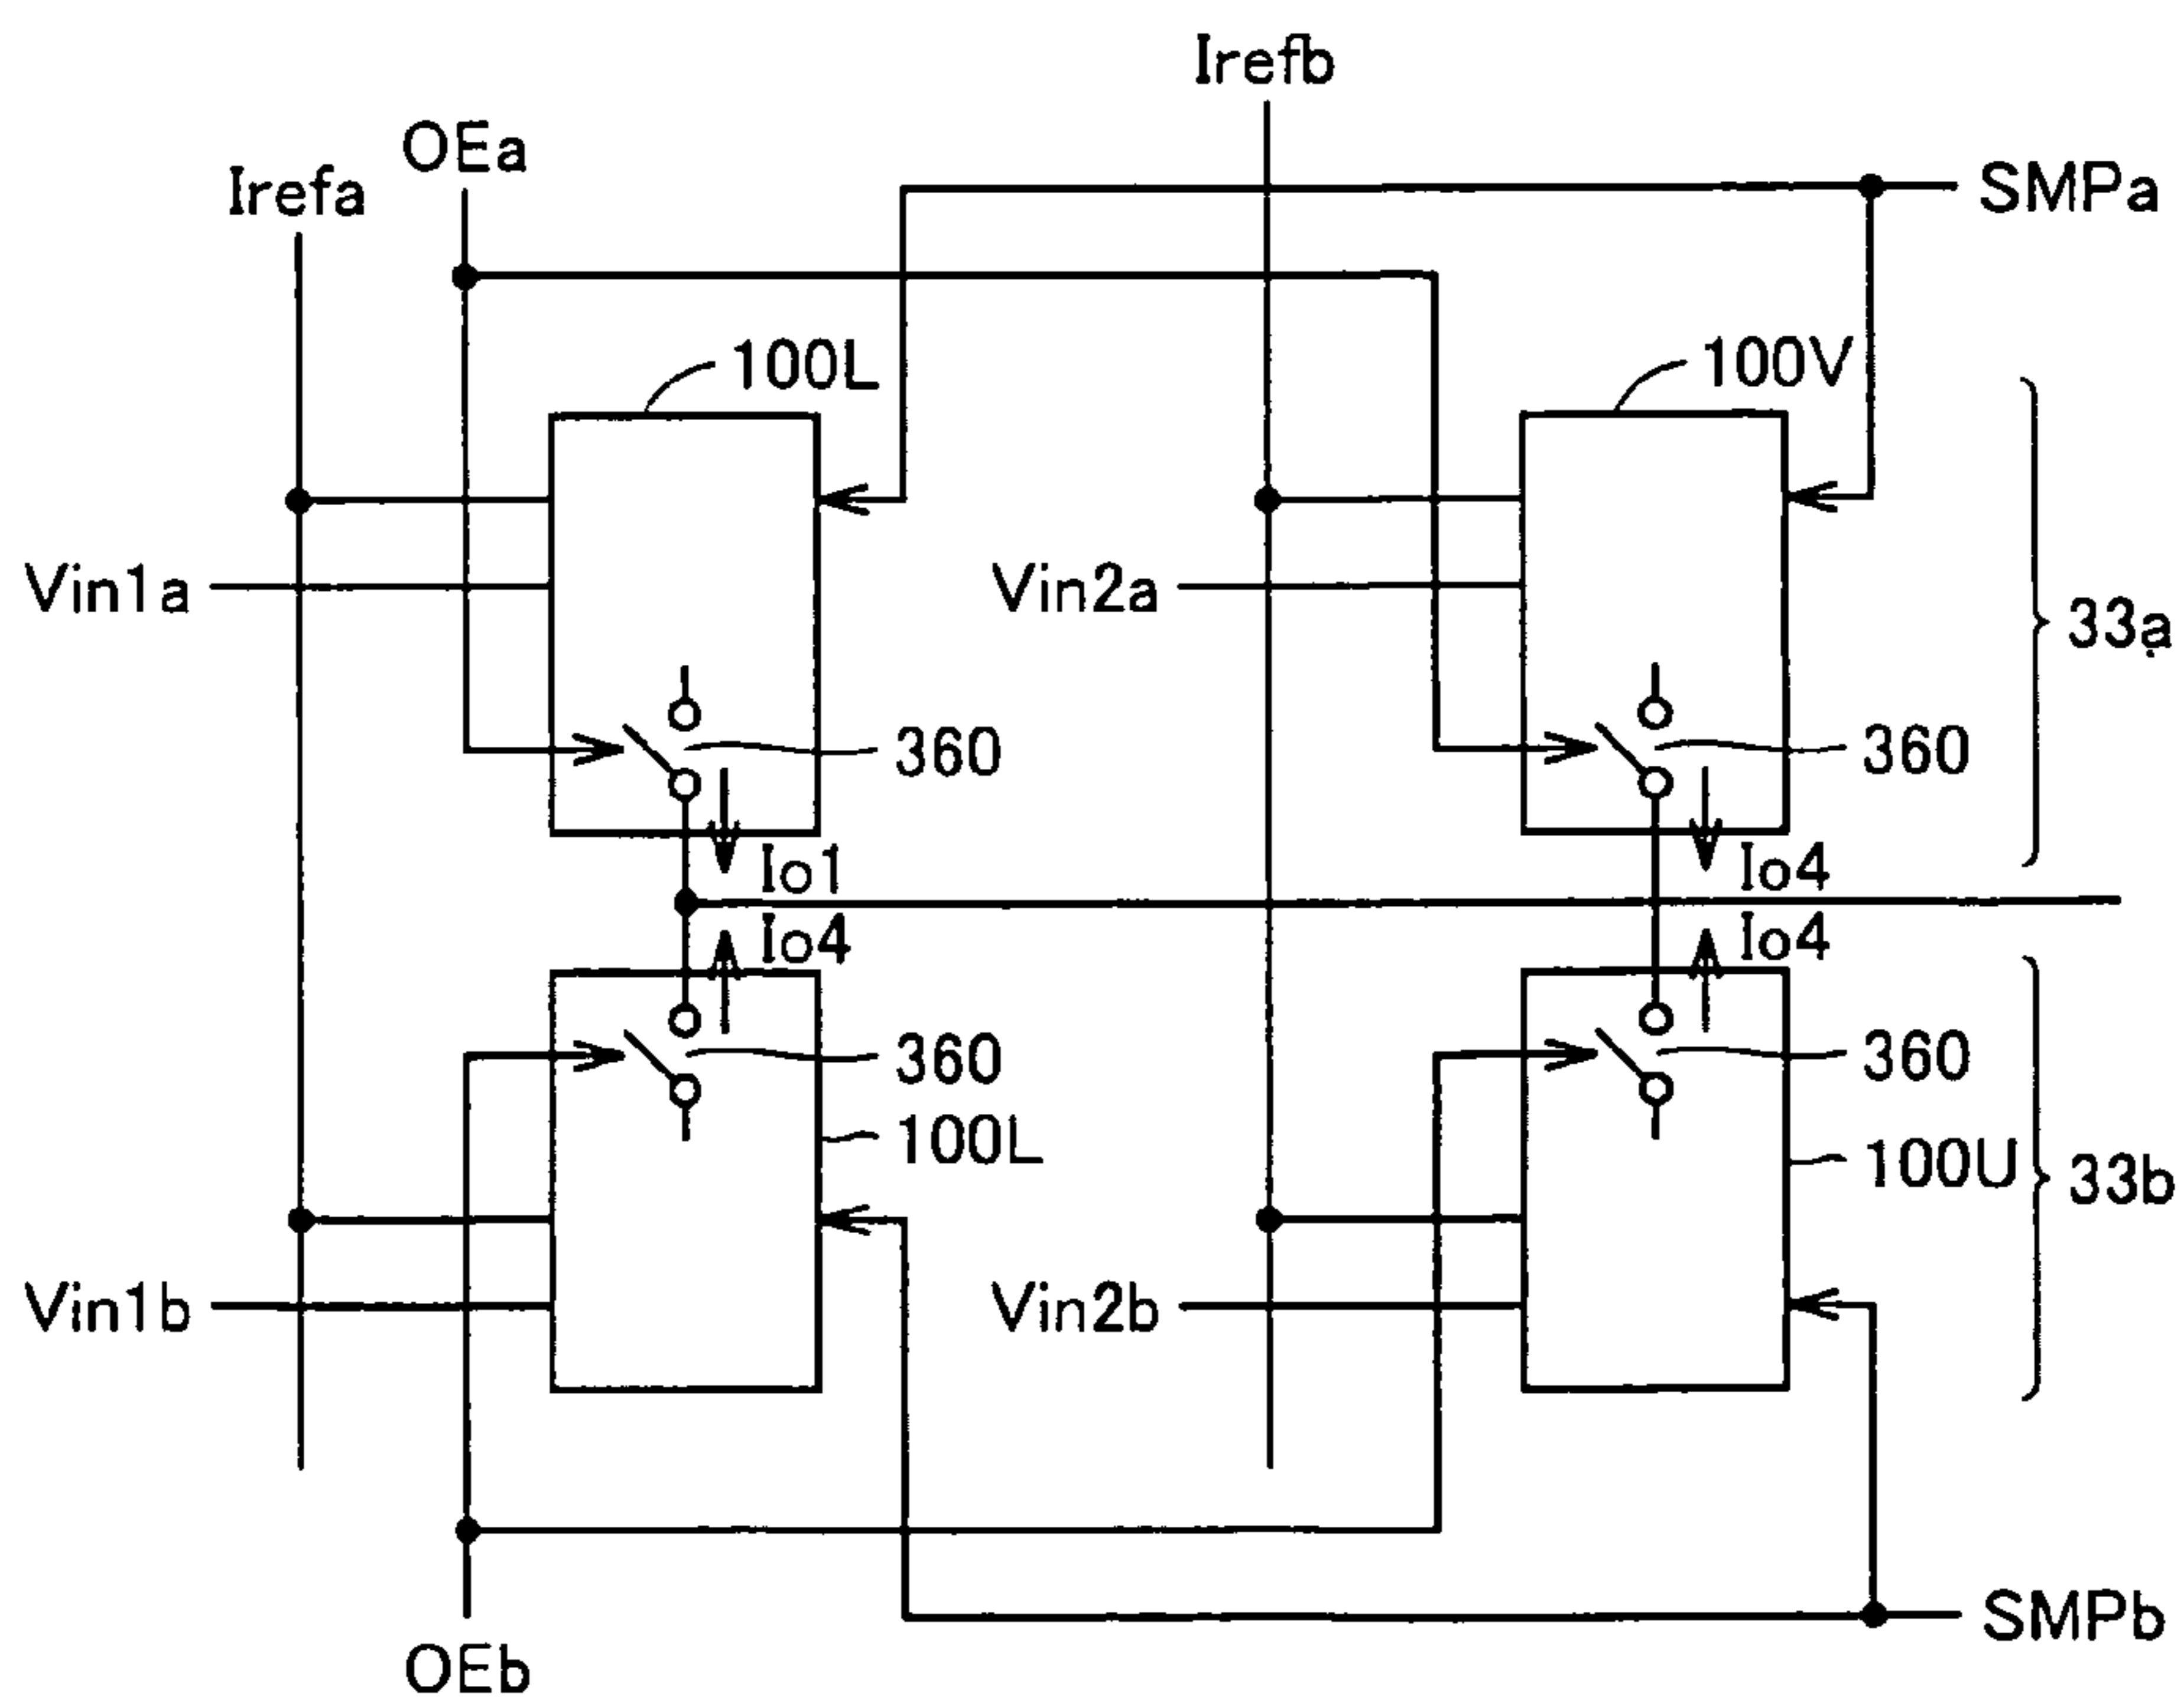 Irefb
OEa
Irefa
SMPa
100L
100V
Vin1a
Vin2a
33a
360
360
Io1
Io4
Io4
Io4
360
360
100L
100U
33b
Vin1b
Vin2b
SMPb
OEb